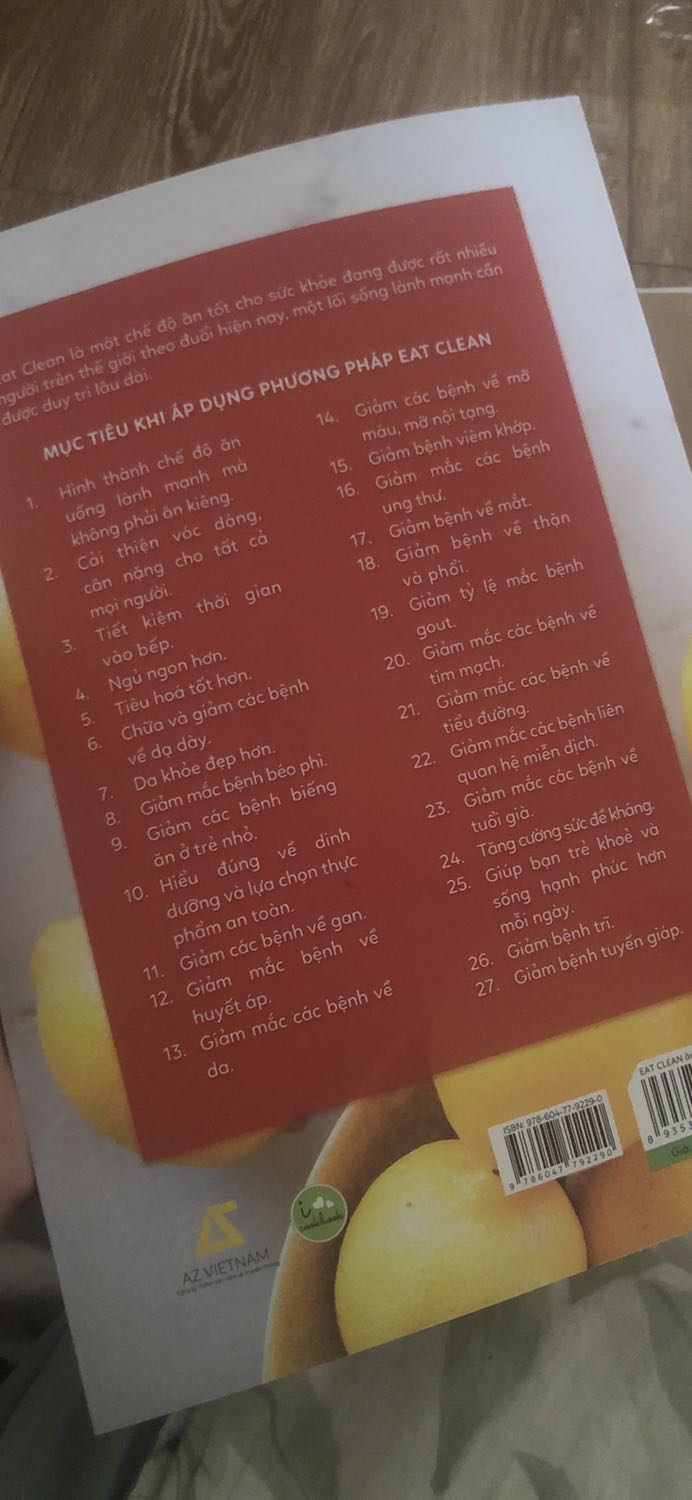 Eat Clean là một chế độ ăn tốt cho sức khỏe đang được rất nhiều
người trên thế giới theo đuổi hiện nay, một lối sống lành mạnh cần
được duy trì lâu dài.
MỤC TIÊU KHI ÁP DỤNG PHƯƠNG PHÁP EAT CLEAN
1. Hình thành chế độ ăn
uống lành mạnh mà
không phải ăn kiêng.
2. Cải thiện vóc dáng,
cân nặng cho tất cả
mọi người.
3. Tiết kiệm thời gian
vào bếp.
4. Ngủ ngon hơn.
5. Tiêu hoá tốt hơn.
6. Chữa và giảm các bệnh
về dạ dày.
7. Da khỏe đẹp hơn.
8. Giảm mắc bệnh béo phì.
9. Giảm các bệnh biếng
ăn ở trẻ nhỏ.
10. Hiểu đúng về dinh
dưỡng và lựa chọn thực
phẩm an toàn.
11. Giảm các bệnh về gan.
12. Giảm mắc bệnh về
huyết áp.
13. Giảm mắc các bệnh về
da.
14. Giảm các bệnh về mỡ
máu, mỡ nội tạng.
15. Giảm bệnh viêm khớp.
16. Giảm mắc các bệnh
ung thư.
17. Giảm bệnh về mắt.
18. Giảm bệnh về thận
và phổi.
19. Giảm tỷ lệ mắc bệnh
gout.
20. Giảm mắc các bệnh về
tim mạch.
21. Giảm mắc các bệnh về
tiểu đường.
22. Giảm mắc các bệnh liên
quan hệ miễn dịch.
23. Giảm mắc các bệnh về
tuổi già.
24. Tăng cường sức đề kháng.
25. Giúp bạn trẻ khoẻ và
sống hạnh phúc hơn
mỗi ngày.
26. Giảm bệnh trĩ.
27. Giảm bệnh tuyến giáp.
ISBN: 978-604-77-9229-0
9 786047 792290
EAT CLEAN
8 9353
Giá
i
cookbook
AZ VIETNAM